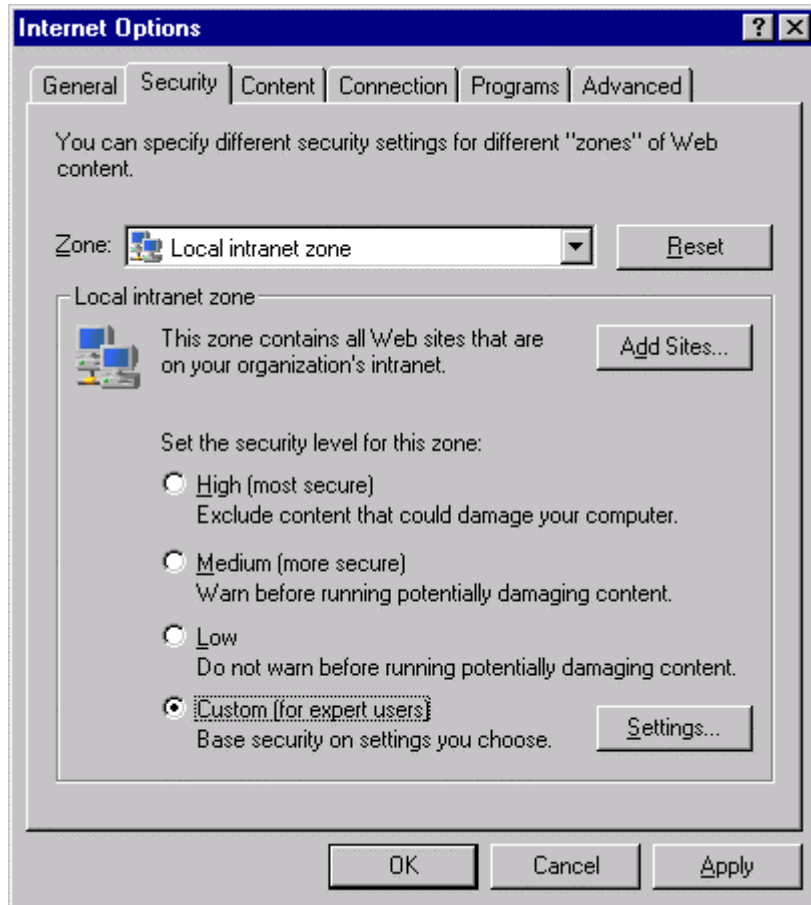 Internet Options
General Security Content Connection Programs Advanced
You can specify different security settings for different "zones" of Web
content.
Zone: Local intranet zone Reset
Local intranet zone
This zone contains all Web sites that are
on your organization's intranet.
Add Sites...
Set the security level for this zone:
High (most secure)
Exclude content that could damage your computer.
Medium (more secure)
Warn before running potentially damaging content.
Low
Do not warn before running potentially damaging content.
Custom (for expert users)
Base security on settings you choose.
Settings...
OK Cancel Apply